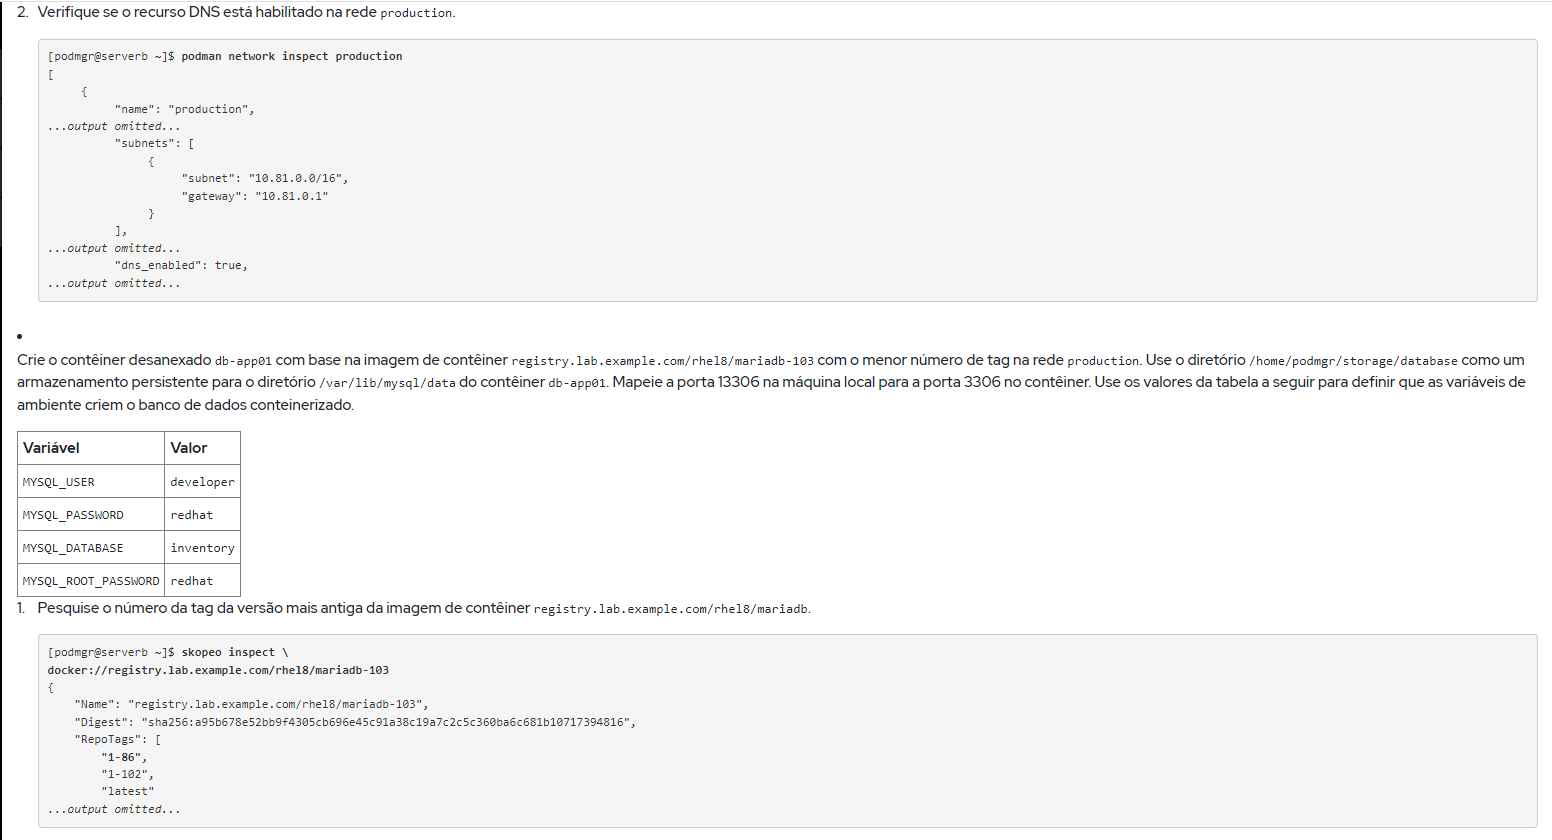 2. Verifique se o recurso DNS está habilitado na rede production.
[podmgr@serverb ~]$ podman network inspect production
[
{
"name": "production",
...output omitted...
"subnets": [
{
"subnet": "10.81.0.0/16",
"gateway": "10.81.0.1"
}
],
...output omitted...
"dns_enabled": true,
...output omitted...
•
Crie o contêiner desanexado db-app01 com base na imagem de contêiner registry.lab.example.com/rhel8/mariadb-103 com o menor número de tag na rede production. Use o diretório /home/podmgr/storage/database como um
armazenamento persistente para o diretório /var/lib/mysql/data do contêiner db-app01. Mapeie a porta 13306 na máquina local para a porta 3306 no contêiner. Use os valores da tabela a seguir para definir que as variáveis de
ambiente criem o banco de dados conteinerizado.
Variável Valor
MYSQL_USER developer
MYSQL_PASSWORD redhat
MYSQL_DATABASE inventory
MYSQL_ROOT_PASSWORD redhat
1. Pesquise o número da tag da versão mais antiga da imagem de contêiner registry.lab.example.com/rhel8/mariadb.
[podmgr@serverb ~]$ skopeo inspect \
docker://registry.lab.example.com/rhel8/mariadb-103
{
"Name": "registry.lab.example.com/rhel8/mariadb-103",
"Digest": "sha256:a95b678e52bb9f4305cb696e45c91a38c19a7c2c5c360ba6c681b10717394816",
"RepoTags": [
"1-86",
"1-102",
"latest"
...output omitted...